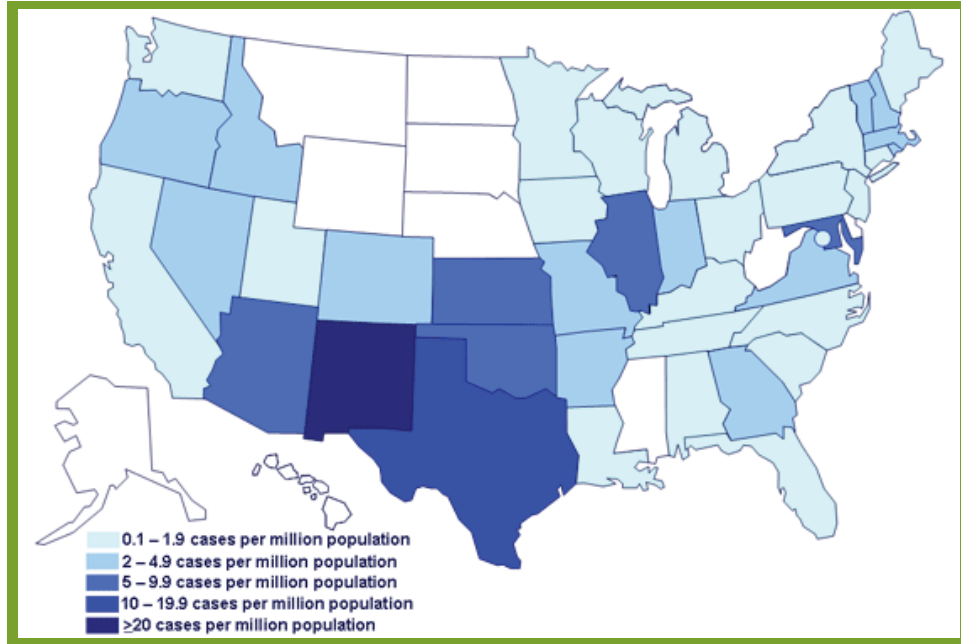 0.1 – 1.9 cases per million population
2 – 4.9 cases per million population
5 – 9.9 cases per million population
10 – 19.9 cases per million population
≥20 cases per million population